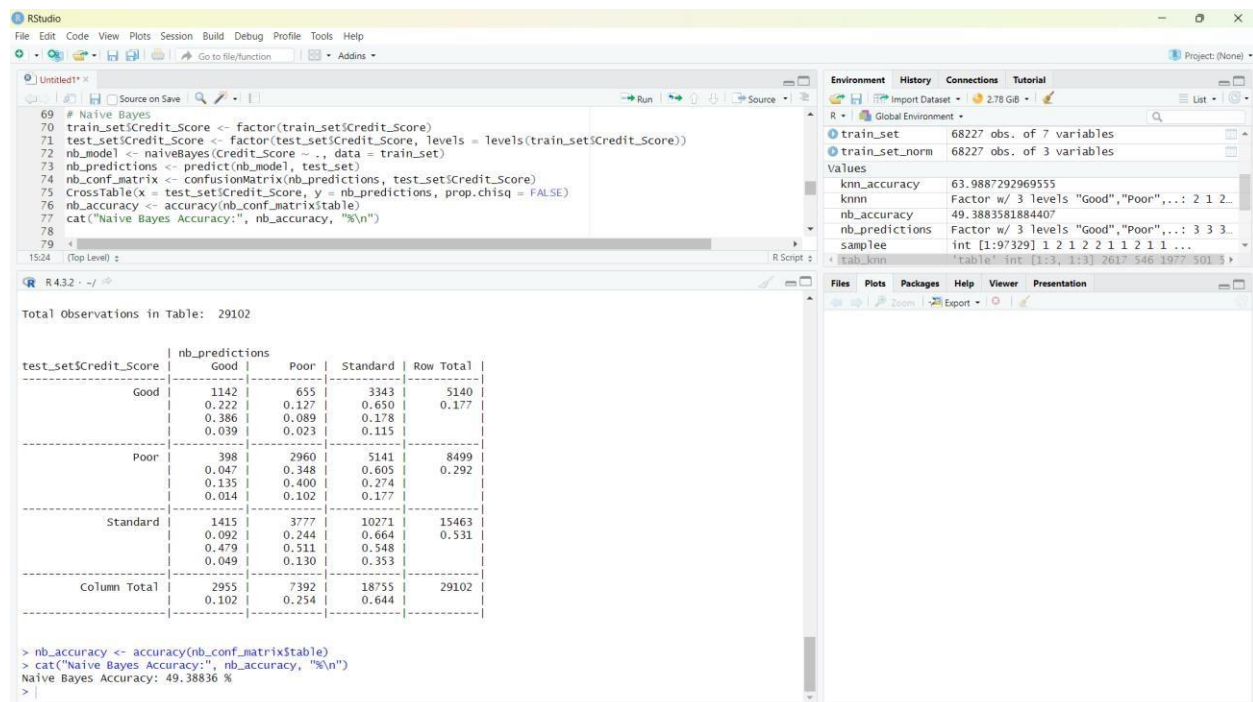 RStudio
File Edit Code View Plots Session Build Debug Profile Tools Help
Go to file/function Addins
Project: (None)
Untitled1* ×
Source on Save Run Source
69 # Naive Bayes
70 train_set$Credit_Score <- factor(train_set$Credit_Score)
71 test_set$Credit_Score <- factor(test_set$Credit_Score, levels = levels(train_set$Credit_Score))
72 nb_model <- naiveBayes(Credit_Score ~ ., data = train_set)
73 nb_predictions <- predict(nb_model, test_set)
74 nb_conf_matrix <- confusionMatrix(nb_predictions, test_set$Credit_Score)
75 CrossTable(x = test_set$Credit_Score, y = nb_predictions, prop.chisq = FALSE)
76 nb_accuracy <- accuracy(nb_conf_matrix$table)
77 cat("Naive Bayes Accuracy:", nb_accuracy, "%\n")
78
79
15:24 (Top Level) R Script
R 4.3.2 · ~/
Total Observations in Table: 29102
| nb_predictions
test_set$Credit_Score | Good | Poor | Standard | Row Total |
Good | 1142 | 655 | 3343 | 5140 |
| 0.222 | 0.127 | 0.650 | 0.177 |
| 0.386 | 0.089 | 0.178 | |
| 0.039 | 0.023 | 0.115 | |
Poor | 398 | 2960 | 5141 | 8499 |
| 0.047 | 0.348 | 0.605 | 0.292 |
| 0.135 | 0.400 | 0.274 | |
| 0.014 | 0.102 | 0.177 | |
Standard | 1415 | 3777 | 10271 | 15463 |
| 0.092 | 0.244 | 0.664 | 0.531 |
| 0.479 | 0.511 | 0.548 | |
| 0.049 | 0.130 | 0.353 | |
Column Total | 2955 | 7392 | 18755 | 29102 |
| 0.102 | 0.254 | 0.644 | |
> nb_accuracy <- accuracy(nb_conf_matrix$table)
> cat("Naive Bayes Accuracy:", nb_accuracy, "%\n")
Naive Bayes Accuracy: 49.38836 %
>
Environment History Connections Tutorial
Import Dataset 2.78 GiB List
R Global Environment
train_set 68227 obs. of 7 variables
train_set_norm 68227 obs. of 3 variables
Values
knn_accuracy 63.9887292969555
knnn Factor w/ 3 levels "Good","Poor",..: 2 1 2…
nb_accuracy 49.3883581884407
nb_predictions Factor w/ 3 levels "Good","Poor",..: 3 3 3…
samplee int [1:97329] 1 2 1 2 2 1 1 2 1 1 ...
tab_knn 'table' int [1:3, 1:3] 2617 546 1977 501 5
Files Plots Packages Help Viewer Presentation
Zoom Export